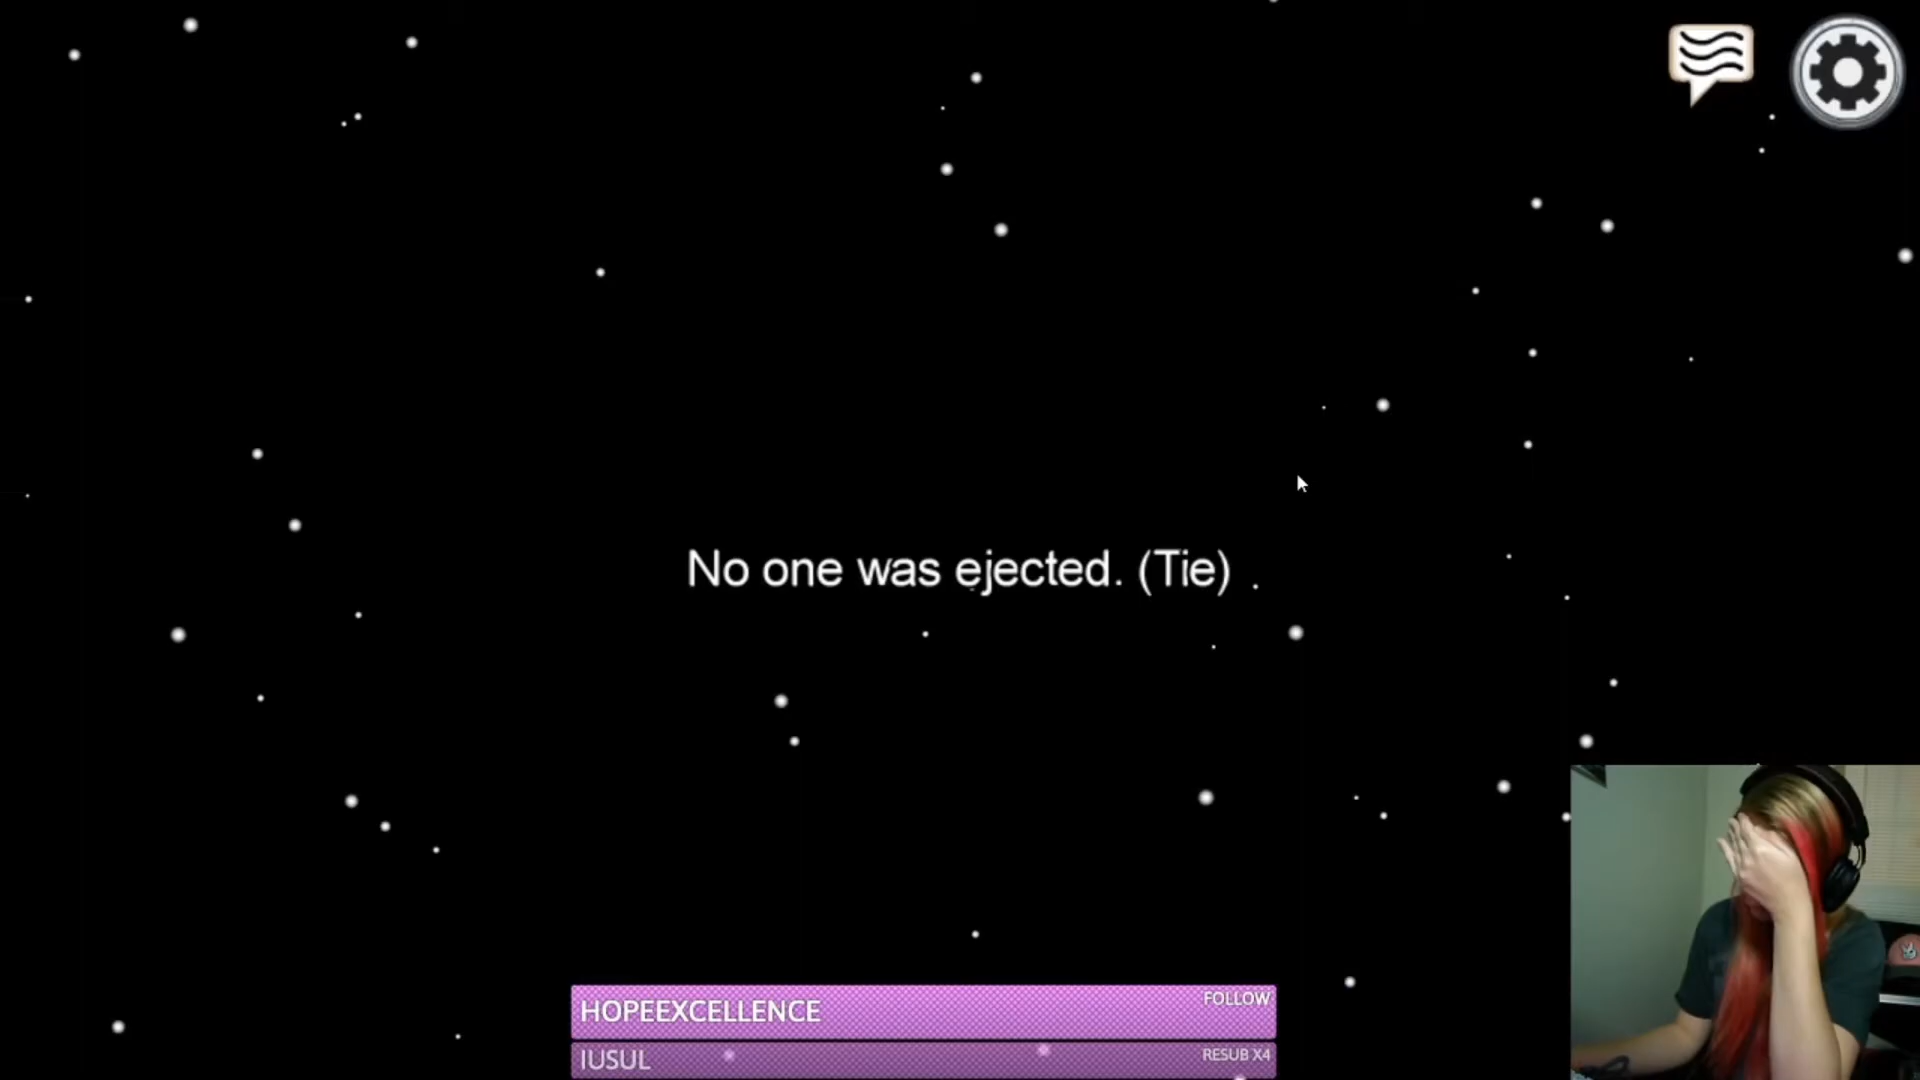 No one was ejected. (Tie)
HOPEEXCELLENCE
FOLLOW
IUSUL
RESUB X4